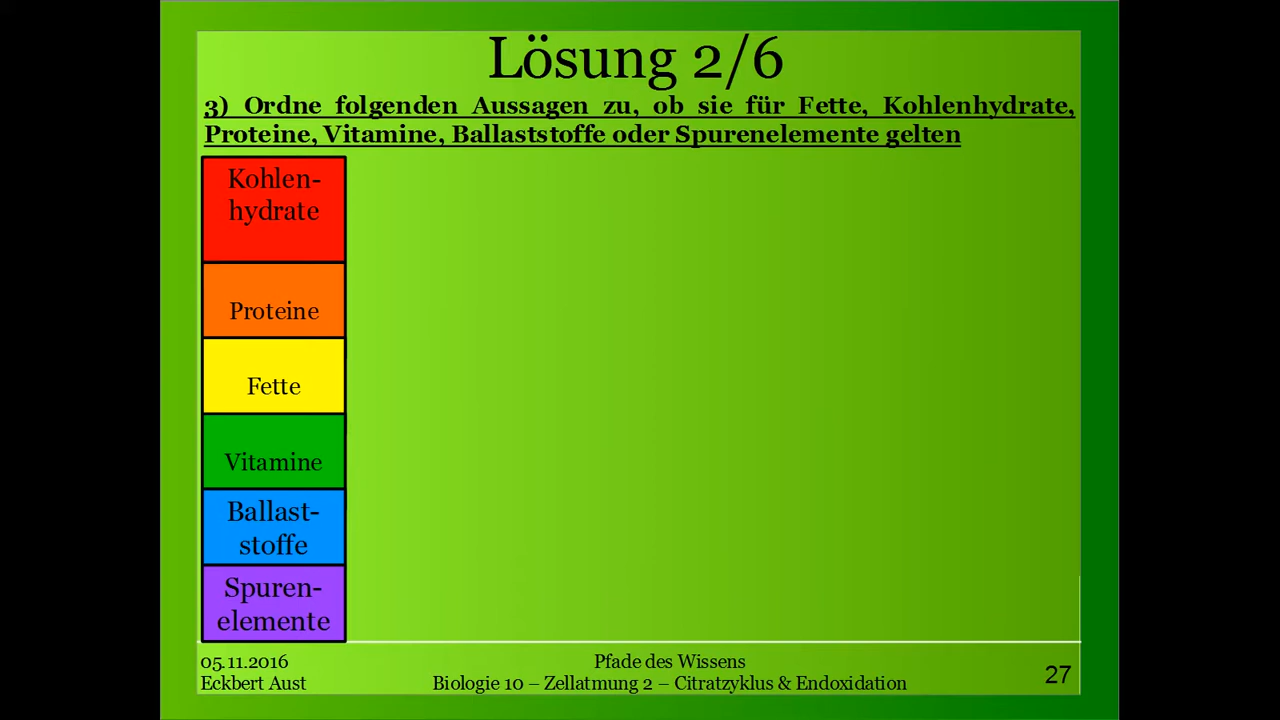 Lösung 2/6
3) Ordne folgenden Aussagen zu, ob sie für Fette, Kohlenhydrate,
Proteine, Vitamine, Ballaststoffe oder Spurenelemente gelten
Kohlen-
hydrate
Proteine
Fette
Vitamine
Ballast-
stoffe
Spuren-
elemente
05.11.2016
Eckbert Aust
Pfade des Wissens
Biologie 10 – Zellatmung 2 – Citratzyklus & Endoxidation
27